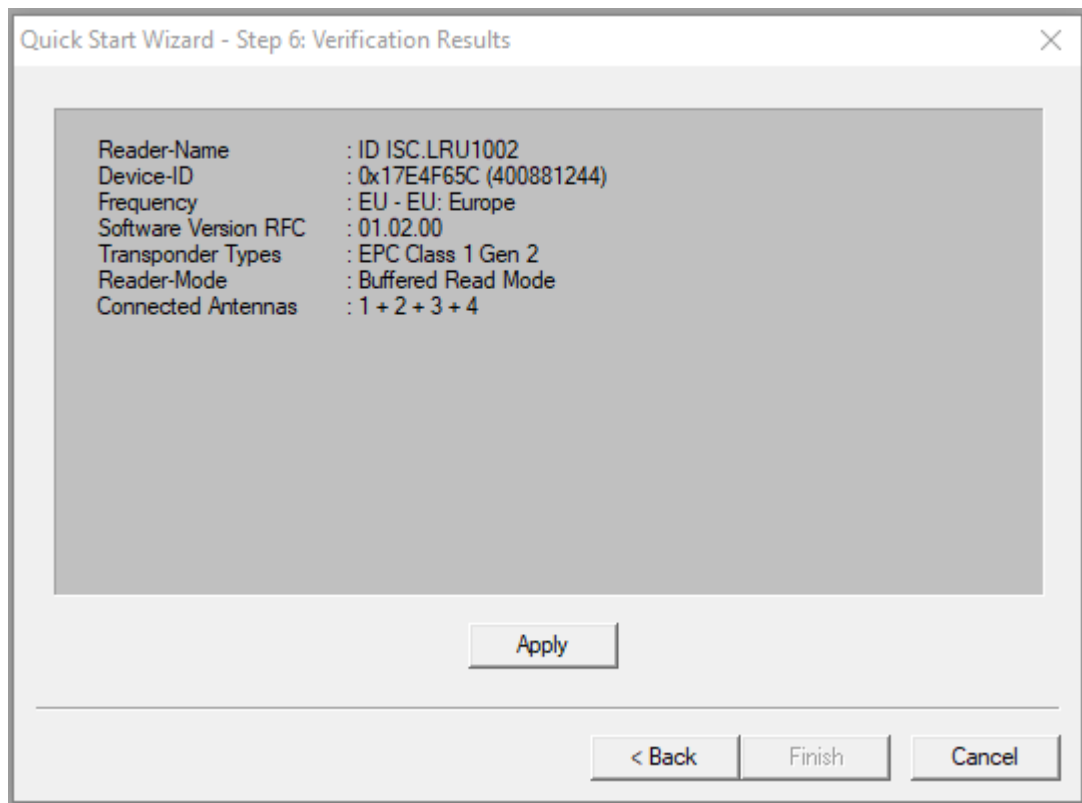 Quick Start Wizard - Step 6: Verification Results
Reader-Name : ID ISC.LRU1002
Device-ID : 0x17E4F65C (400881244)
Frequency : EU - EU: Europe
Software Version RFC : 01.02.00
Transponder Types : EPC Class 1 Gen 2
Reader-Mode : Buffered Read Mode
Connected Antennas : 1 + 2 + 3 + 4
Apply
< Back Finish Cancel